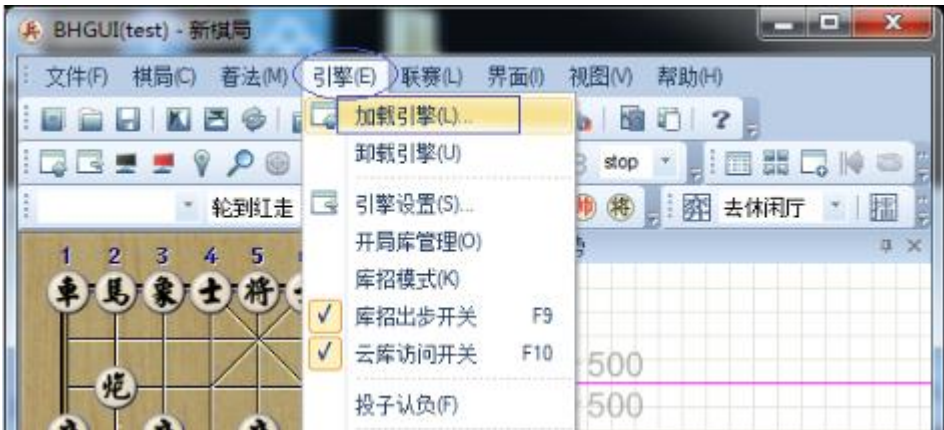 BHGUI(test) - 新棋局
文件(F) 棋局(C) 着法(M) 引擎(E) 联赛(L) 界面(I) 视图(V) 帮助(H)
加载引擎(L)...
卸载引擎(U)
stop
轮到红走
引擎设置(S)...
帅 将
弈 去休闲厅 擂
开局库管理(O)
1 2 3 4 5
車 馬 象 士 将
库招模式(K)
库招出步开关 F9
云库访问开关 F10
500
炮
投子认负(F)
500